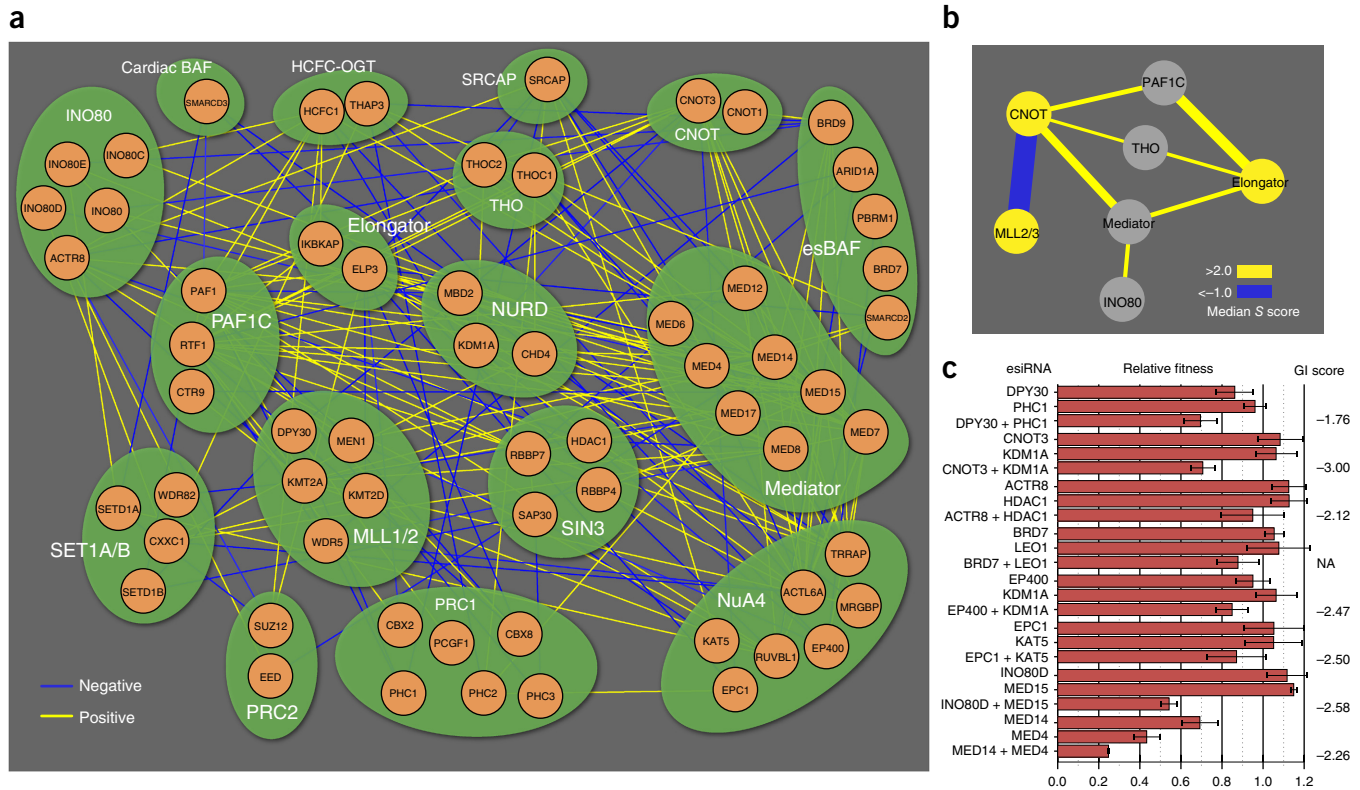 a
Cardiac BAF
SMARCD3
HCFC-OGT
HCFC1
THAP3
SRCAP
SRCAP
CNOT3
CNOT1
CNOT
INO80
INO80E
INO80C
INO80D
INO80
ACTR8
THOC2
THOC1
THO
BRD9
ARID1A
PBRM1
esBAF
BRD7
SMARCD2
Elongator
IKBKAP
ELP3
PAF1
PAF1C
RTF1
CTR9
MBD2
NURD
KDM1A
CHD4
MED12
MED6
MED14
MED4
MED15
MED17
MED7
MED8
Mediator
DPY30
MEN1
KMT2A
KMT2D
WDR5
MLL1/2
HDAC1
RBBP7
RBBP4
SAP30
SIN3
WDR82
SETD1A
CXXC1
SET1A/B
SETD1B
TRRAP
ACTL6A
NuA4
MRGBP
KAT5
EP400
RUVBL1
EPC1
SUZ12
EED
PRC2
PRC1
CBX2
PCGF1
CBX8
PHC1
PHC2
PHC3
Negative
Positive
b
PAF1C
CNOT
THO
Elongator
Mediator
MLL2/3
INO80
>2.0
<–1.0
Median S score
c
esiRNA Relative fitness GI score
DPY30
PHC1
DPY30 + PHC1 –1.76
CNOT3
KDM1A
CNOT3 + KDM1A –3.00
ACTR8
HDAC1
ACTR8 + HDAC1 –2.12
BRD7
LEO1
BRD7 + LEO1 NA
EP400
KDM1A
EP400 + KDM1A –2.47
EPC1
KAT5
EPC1 + KAT5 –2.50
INO80D
MED15
INO80D + MED15 –2.58
MED14
MED4
MED14 + MED4 –2.26
0.0 0.2 0.4 0.6 0.8 1.0 1.2